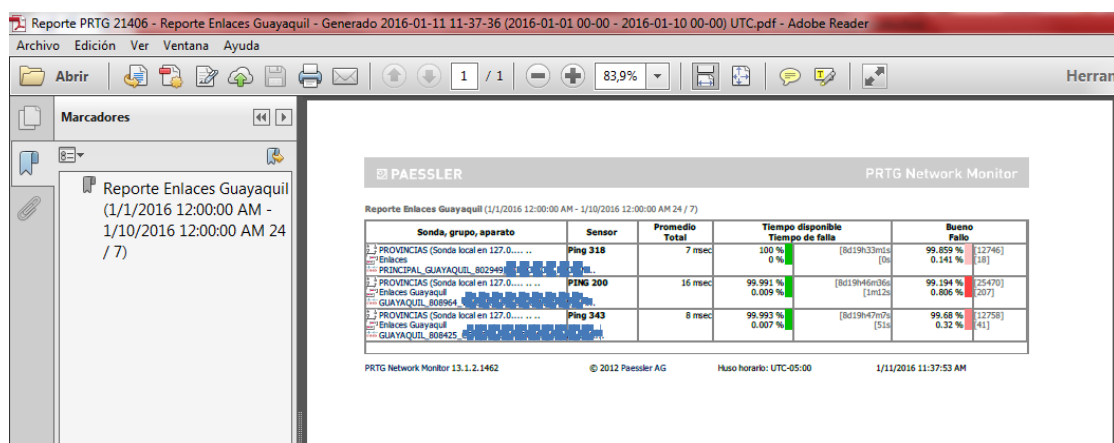 Reporte PRTG 21406 - Reporte Enlaces Guayaquil - Generado 2016-01-11 11-37-36 (2016-01-01 00-00 - 2016-01-10 00-00) UTC.pdf - Adobe Reader
Archivo Edición Ver Ventana Ayuda
Abrir 1 / 1 83,9% Herran
Marcadores
Reporte Enlaces Guayaquil
(1/1/2016 12:00:00 AM -
1/10/2016 12:00:00 AM 24
/ 7)
PAESSLER PRTG Network Monitor
Reporte Enlaces Guayaquil (1/1/2016 12:00:00 AM - 1/10/2016 12:00:00 AM 24 / 7)
Sonda, grupo, aparato Sensor Promedio Total Tiempo disponible Tiempo de falla Bueno Fallo
PROVINCIAS (Sonda local en 127.0.... .. Ping 318 7 msec 100 % [8d19h33m1s 99.859 % [12746]
Enlaces 0 % [0s 0.141 % [18]
PRINCIPAL_GUAYAQUIL_802949
PROVINCIAS (Sonda local en 127.0.... ... .. PING 200 16 msec 99.991 % [8d19h46m36s 99.194 % [25470]
Enlaces Guayaquil 0.009 % [1m12s 0.806 % [207]
GUAYAQUIL_808964_
PROVINCIAS (Sonda local en 127.0.... ... .. Ping 343 8 msec 99.993 % [8d19h47m7s 99.68 % [12758]
Enlaces Guayaquil 0.007 % [51s 0.32 % [41]
GUAYAQUIL_808425_
PRTG Network Monitor 13.1.2.1462 © 2012 Paessler AG Huso horario: UTC-05:00 1/11/2016 11:37:53 AM